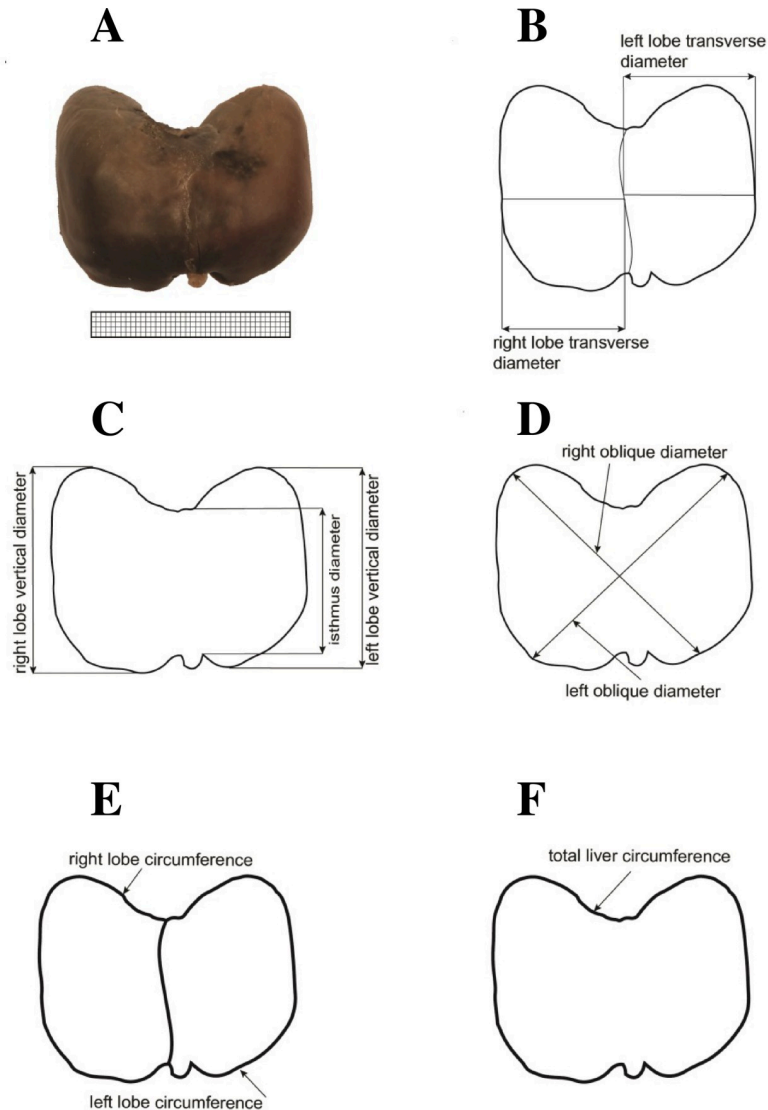 A
B
left lobe transverse
diameter
right lobe transverse
diameter
C
right lobe vertical diameter
isthmus diameter
left lobe vertical diameter
D
right oblique diameter
left oblique diameter
E
right lobe circumference
left lobe circumference
F
total liver circumference